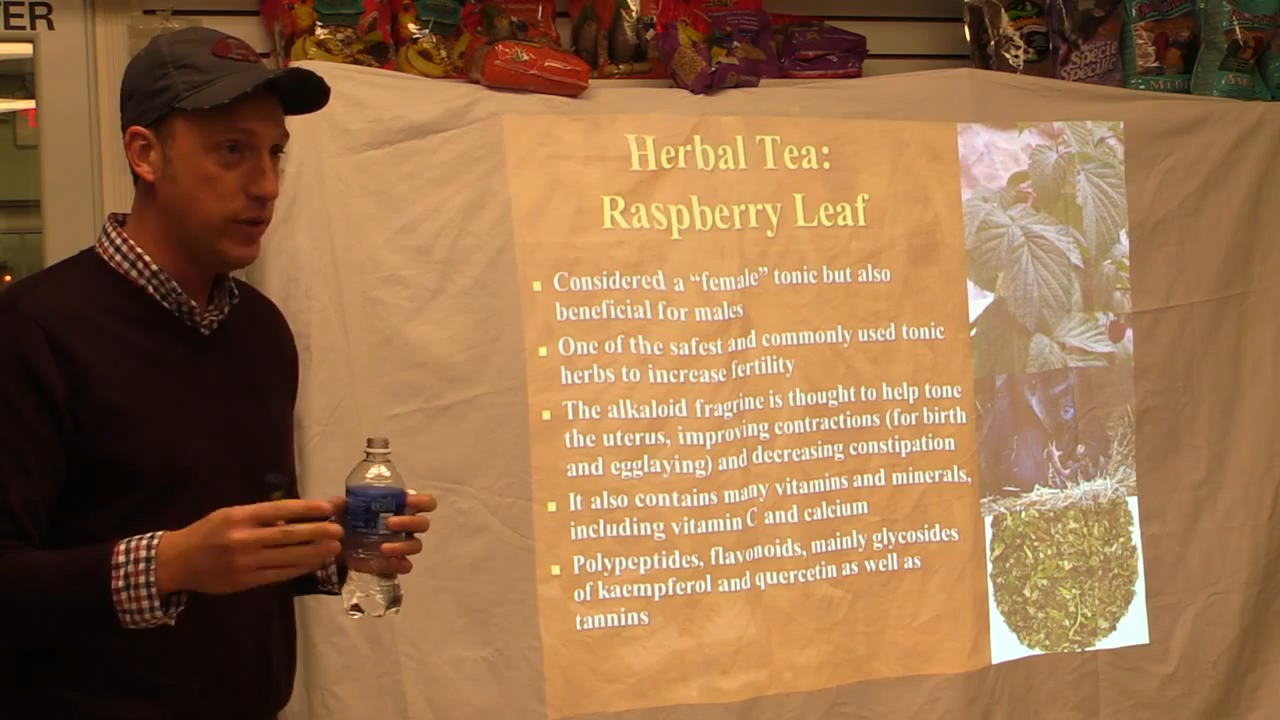 ER
Herbal Tea:
Raspberry Leaf
Considered a “female” tonic but also
beneficial for males
One of the safest and commonly used tonic
herbs to increase fertility
The alkaloid fragrine is thought to help tone
the uterus, improving contractions (for birth
and egglaying) and decreasing constipation
It also contains many vitamins and minerals,
including vitamin C and calcium
Polypeptides, flavonoids, mainly glycosides
of kaempferol and quercetin as well as
tannins
Specific